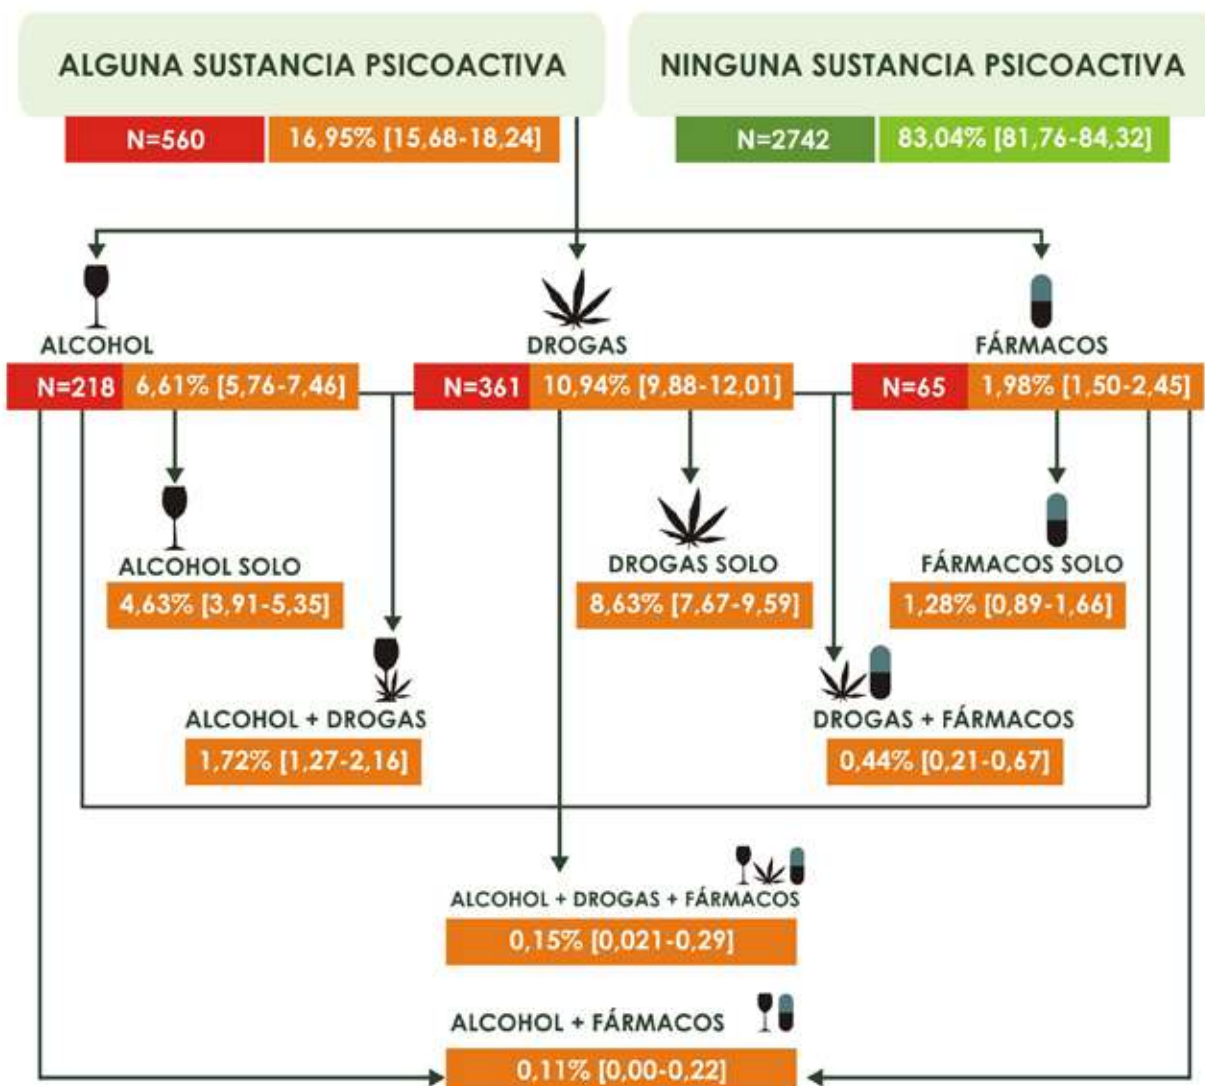 ALGUNA SUSTANCIA PSICOACTIVA
N=560 16,95% [15,68-18,24]
NINGUNA SUSTANCIA PSICOACTIVA
N=2742 83,04% [81,76-84,32]
ALCOHOL
N=218 6,61% [5,76-7,46]
DROGAS
N=361 10,94% [9,88-12,01]
FÁRMACOS
N=65 1,98% [1,50-2,45]
ALCOHOL SOLO
4,63% [3,91-5,35]
DROGAS SOLO
8,63% [7,67-9,59]
FÁRMACOS SOLO
1,28% [0,89-1,66]
ALCOHOL + DROGAS
1,72% [1,27-2,16]
DROGAS + FÁRMACOS
0,44% [0,21-0,67]
ALCOHOL + DROGAS + FÁRMACOS
0,15% [0,021-0,29]
ALCOHOL + FÁRMACOS
0,11% [0,00-0,22]